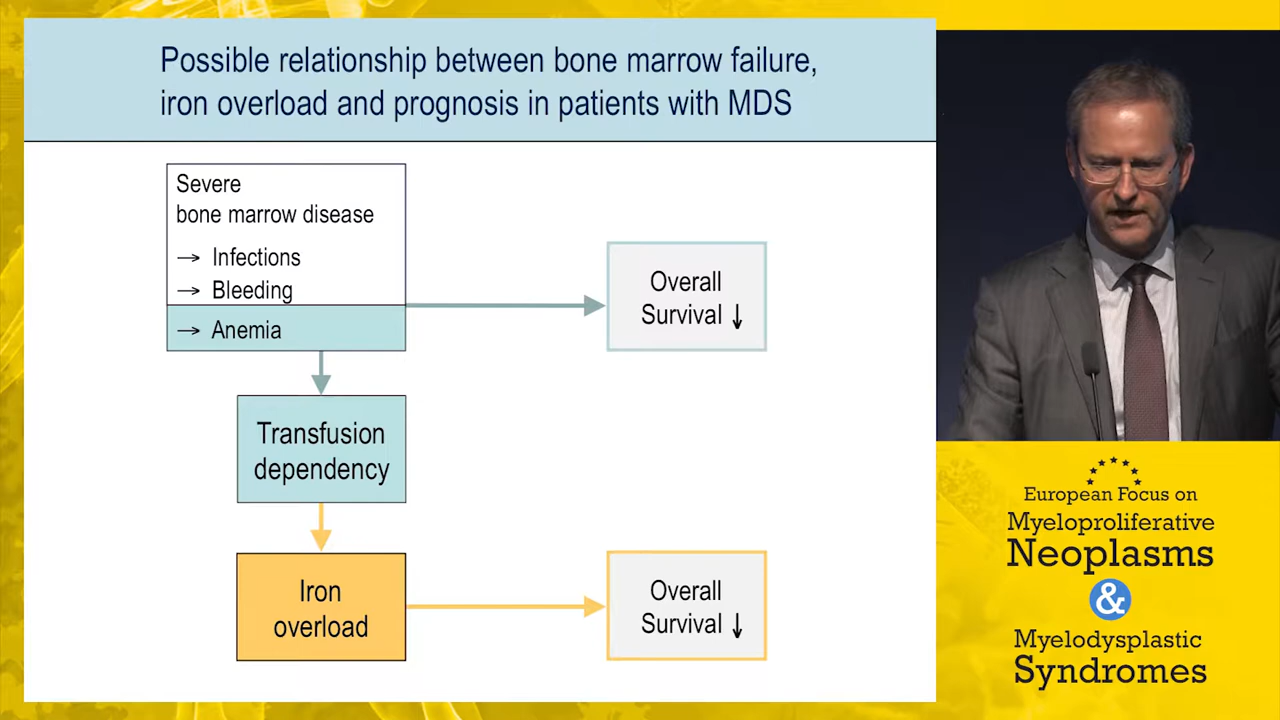 Possible relationship between bone marrow failure,
iron overload and prognosis in patients with MDS
Severe
bone marrow disease
→ Infections
→ Bleeding
→ Anemia
Overall
Survival ↓
Transfusion
dependency
Iron
overload
Overall
Survival ↓
European Focus on
Myeloproliferative
Neoplasms
&
Myelodysplastic
Syndromes